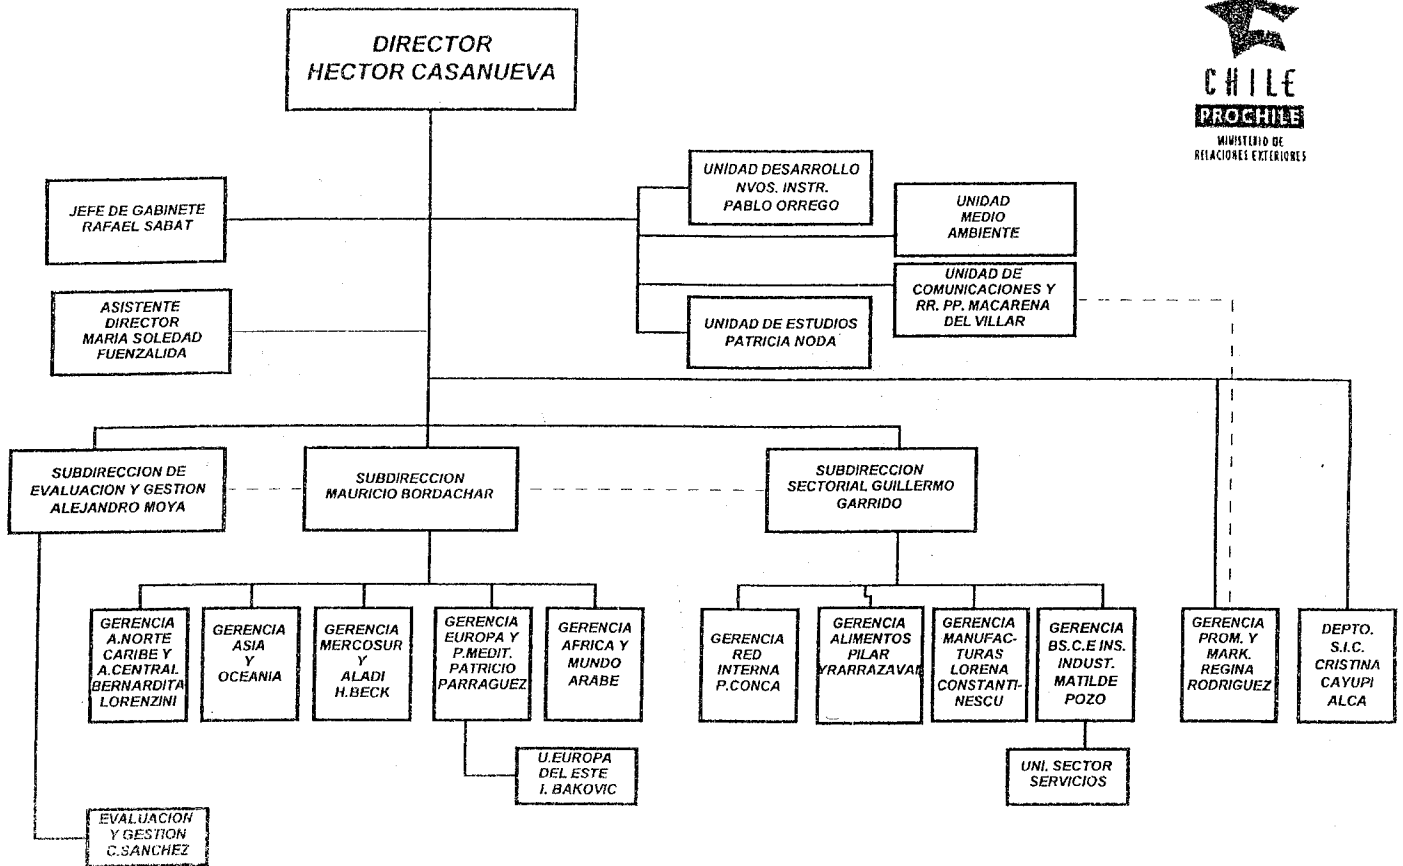 DIRECTOR
HECTOR CASANUEVA
CHILE
PROCHILE
MINISTERIO DE
RELACIONES EXTERIORES
JEFE DE GABINETE
RAFAEL SABAT
UNIDAD DESARROLLO
NVOS. INSTR.
PABLO ORREGO
UNIDAD
MEDIO
AMBIENTE
ASISTENTE
DIRECTOR
MARIA SOLEDAD
FUENZALIDA
UNIDAD DE
COMUNICACIONES Y
RR. PP. MACARENA
DEL VILLAR
UNIDAD DE ESTUDIOS
PATRICIA NODA
SUBDIRECCION DE
EVALUACION Y GESTION
ALEJANDRO MOYA
SUBDIRECCION
MAURICIO BORDACHAR
SUBDIRECCION
SECTORIAL GUILLERMO
GARRIDO
GERENCIA
A.NORTE
CARIBE Y
A.CENTRAL
BERNARDITA
LORENZINI
GERENCIA
ASIA
Y
OCEANIA
GERENCIA
MERCOSUR
Y
ALADI
H.BECK
GERENCIA
EUROPA Y
P.MEDIT.
PATRICIO
PARRAGUEZ
GERENCIA
AFRICA Y
MUNDO
ARABE
GERENCIA
RED
INTERNA
P.CONCA
GERENCIA
ALIMENTOS
PILAR
YRARRAZAVAL
GERENCIA
MANUFAC-
TURAS
LORENA
CONSTANTI-
NESCU
GERENCIA
BS.C.E INS.
INDUST.
MATILDE
POZO
GERENCIA
PROM. Y
MARK.
REGINA
RODRIGUEZ
DEPTO.
S.I.C.
CRISTINA
CAYUPI
ALCA
U.EUROPA
DEL ESTE
I. BAKOVIC
UNI. SECTOR
SERVICIOS
EVALUACION
Y GESTION
C.SANCHEZ